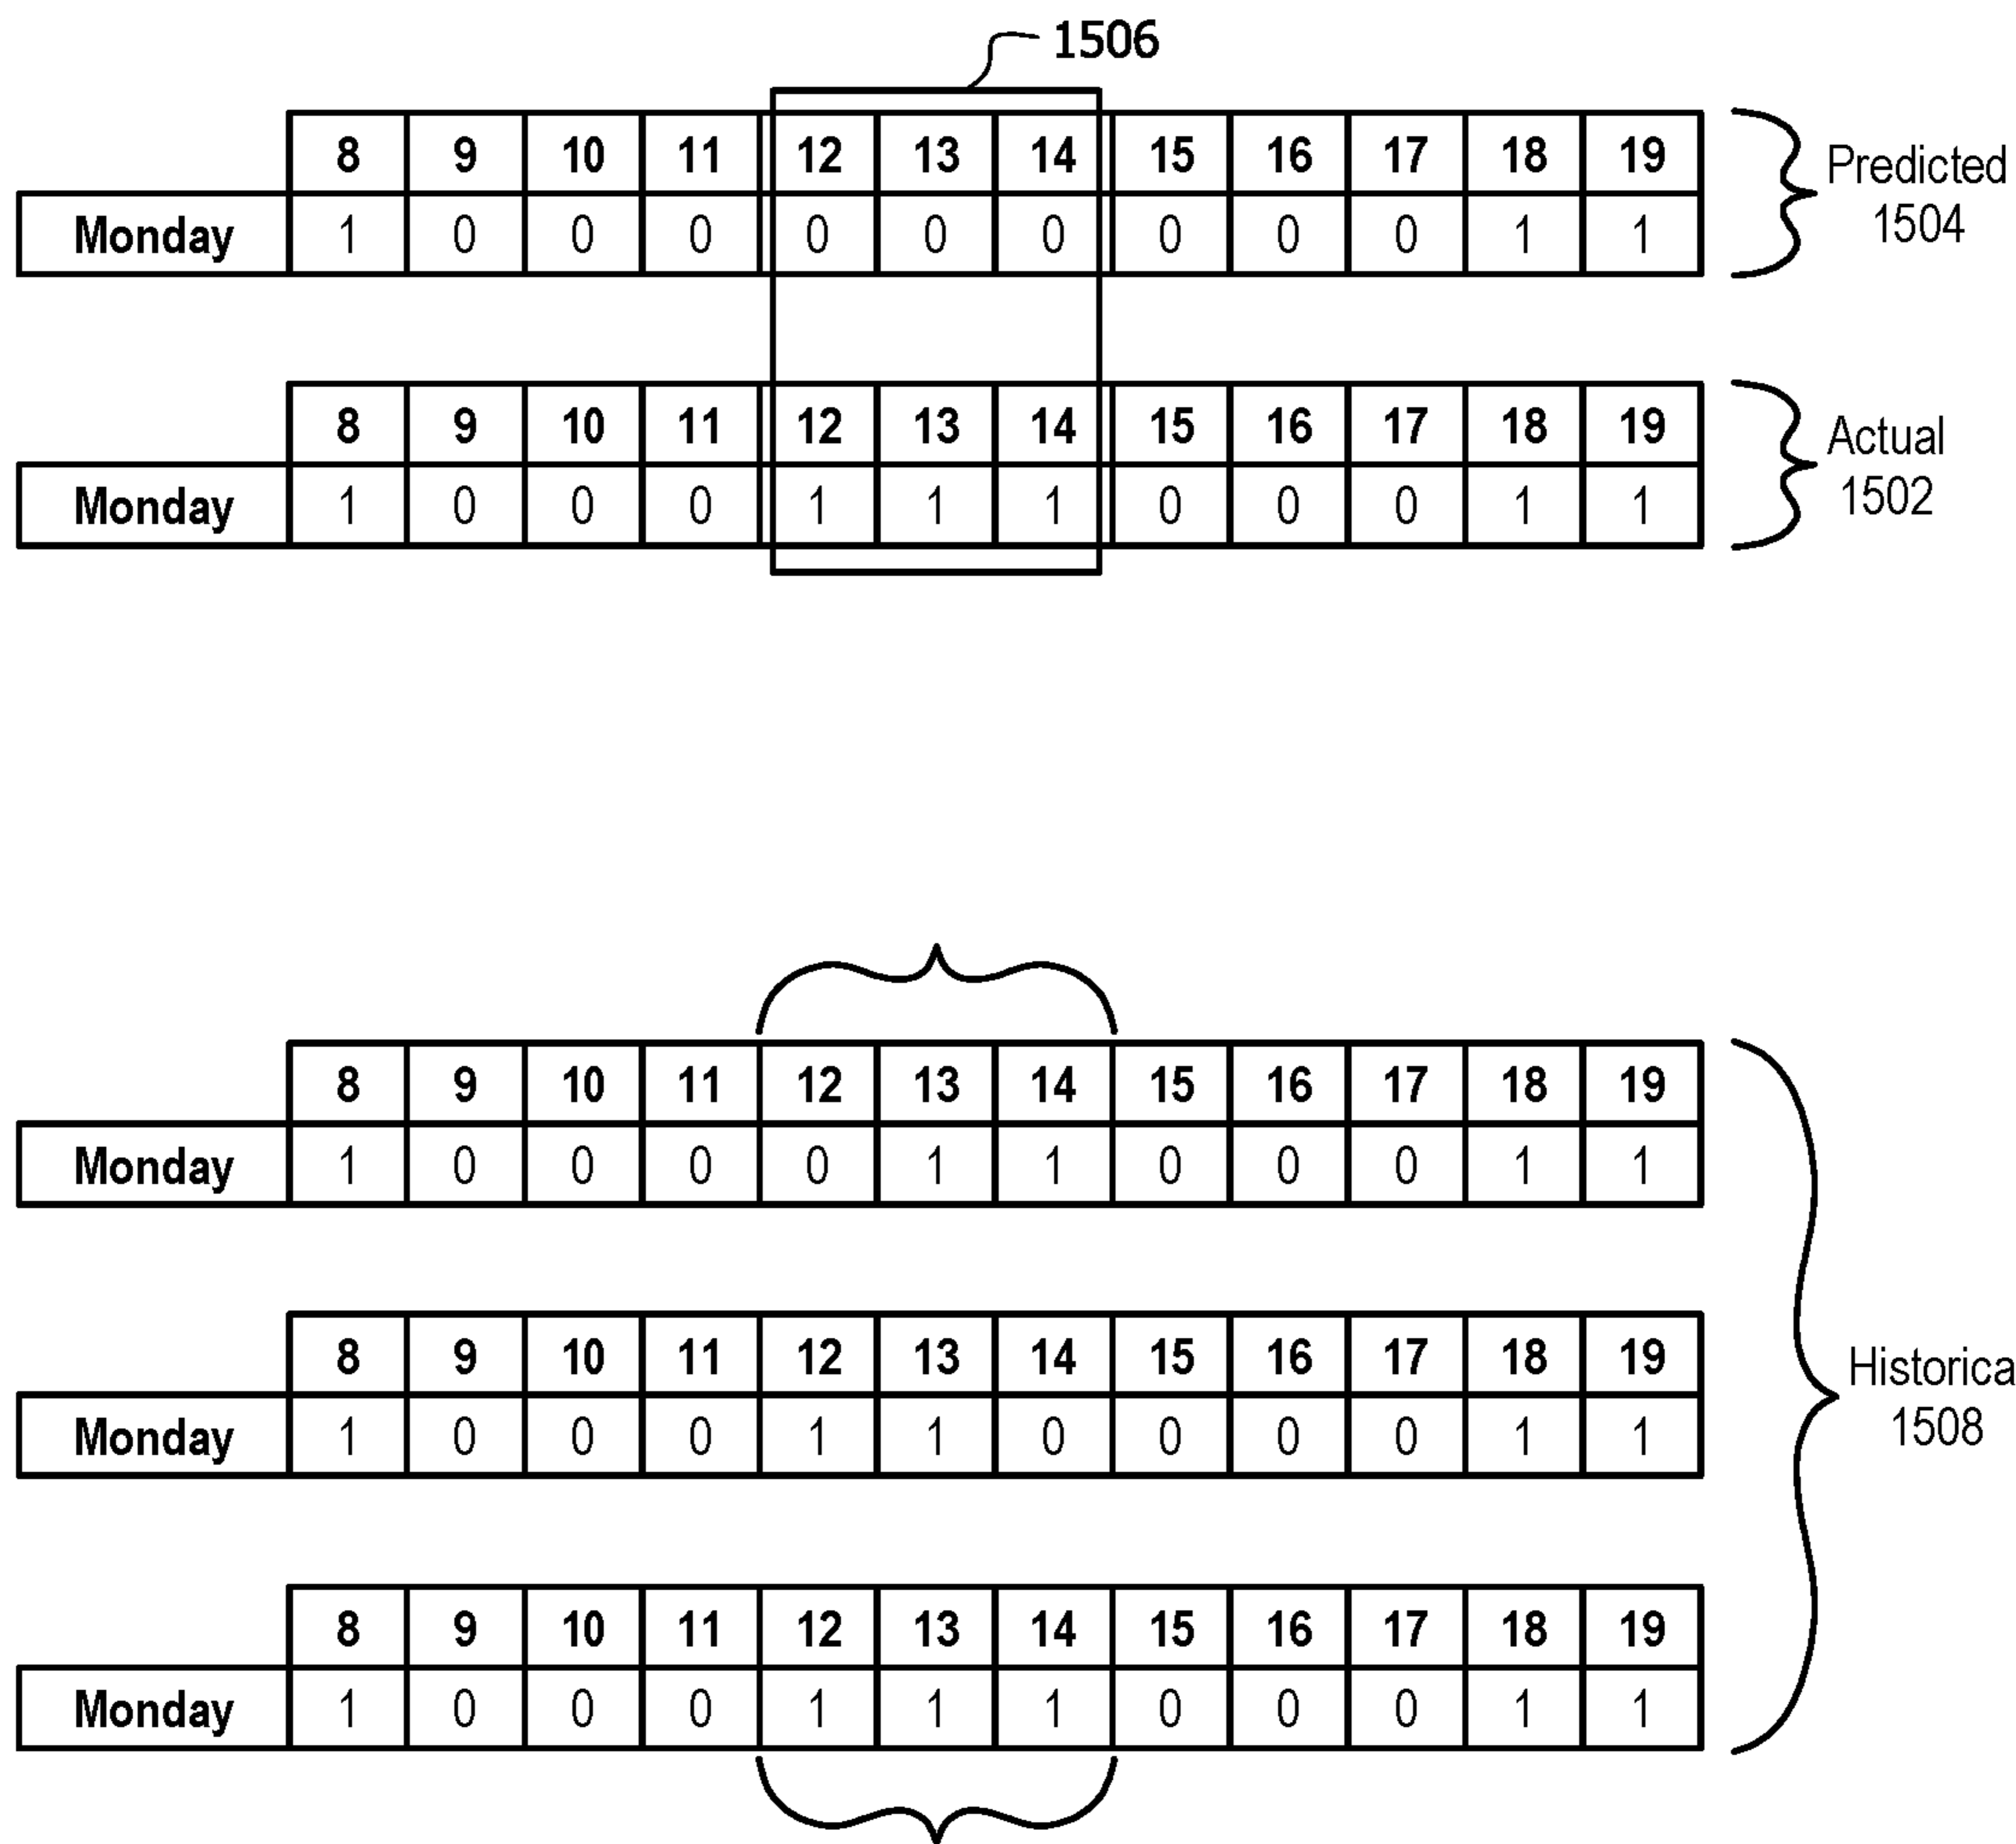 1506
8 9 10 11 12 13 14 15 16 17 18 19
Monday 1 0 0 0 0 0 0 0 0 0 1 1
Predicted
1504
8 9 10 11 12 13 14 15 16 17 18 19
Monday 1 0 0 0 1 1 1 0 0 0 1 1
Actual
1502
8 9 10 11 12 13 14 15 16 17 18 19
Monday 1 0 0 0 0 1 1 0 0 0 1 1
8 9 10 11 12 13 14 15 16 17 18 19
Monday 1 0 0 0 1 1 0 0 0 0 1 1
Historica
1508
8 9 10 11 12 13 14 15 16 17 18 19
Monday 1 0 0 0 1 1 1 0 0 0 1 1